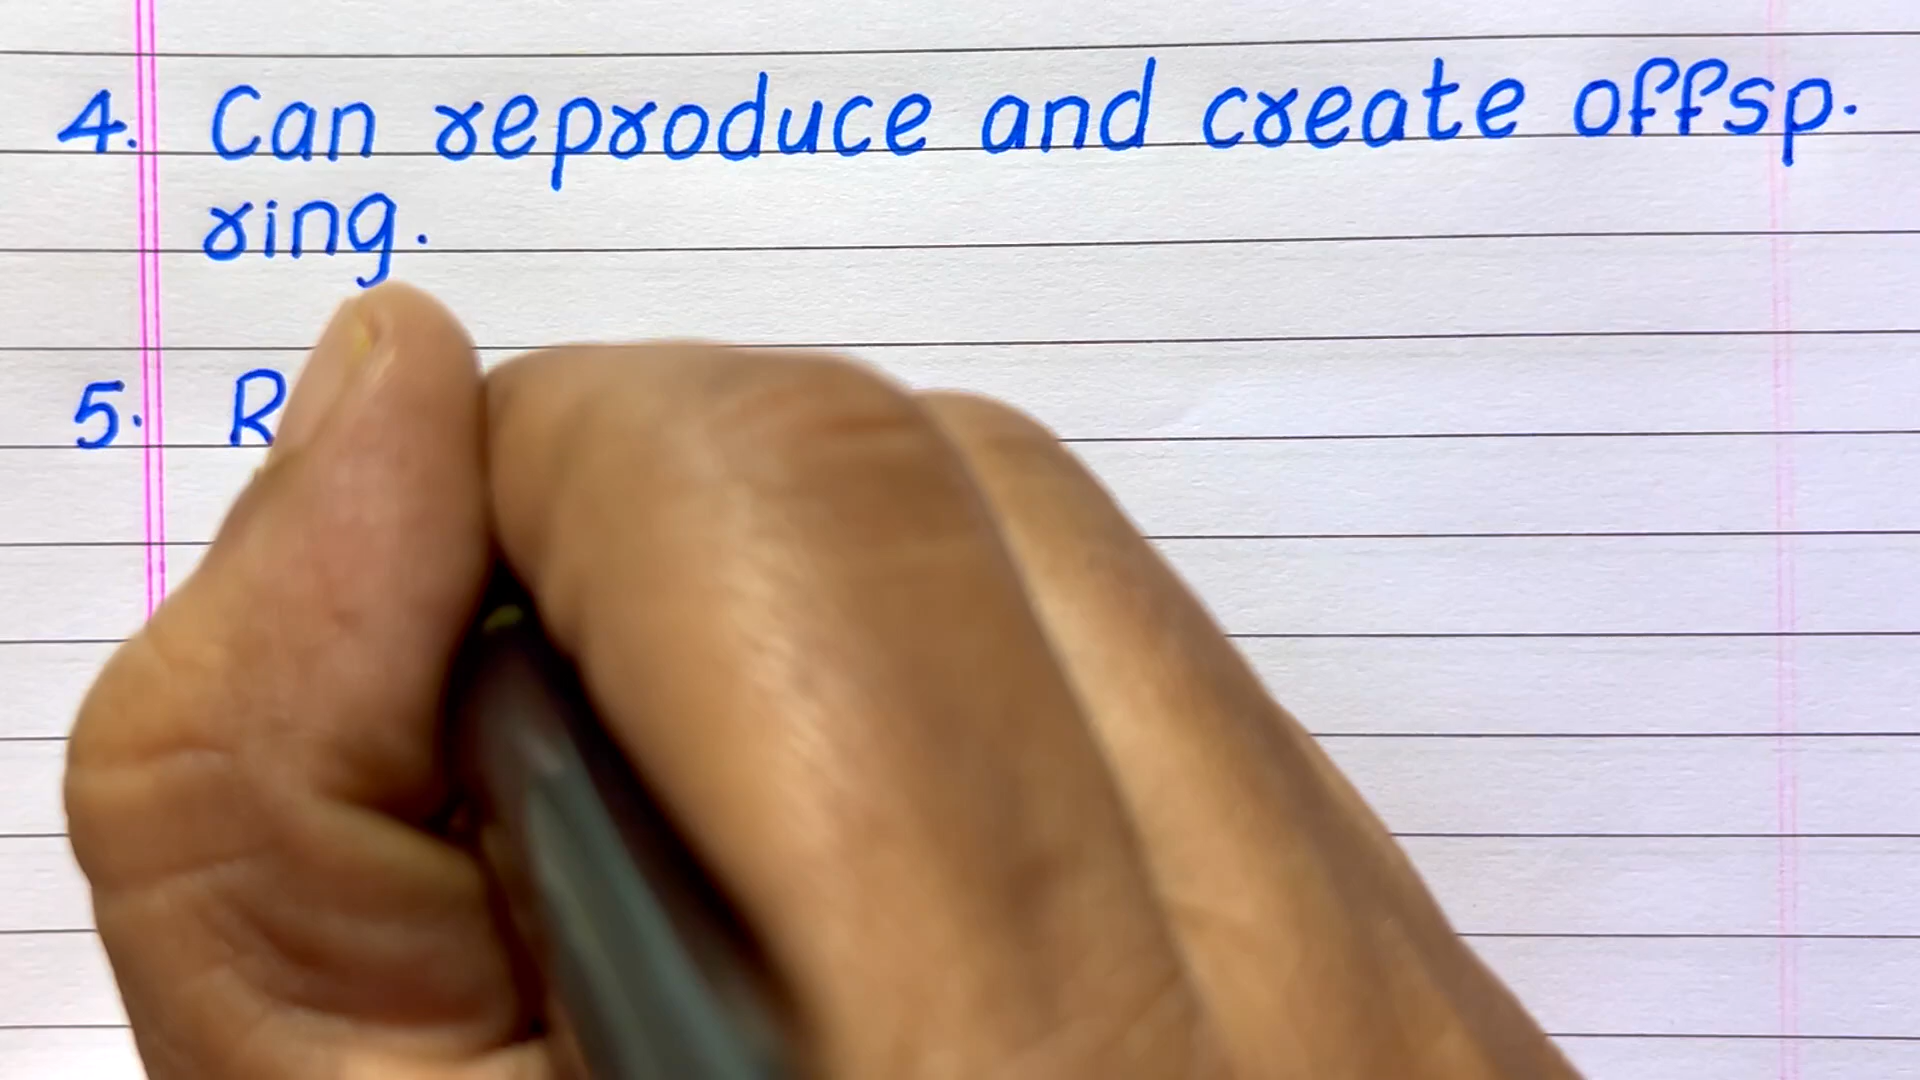 4. Can reproduce and create offsp.
ring.
5. R